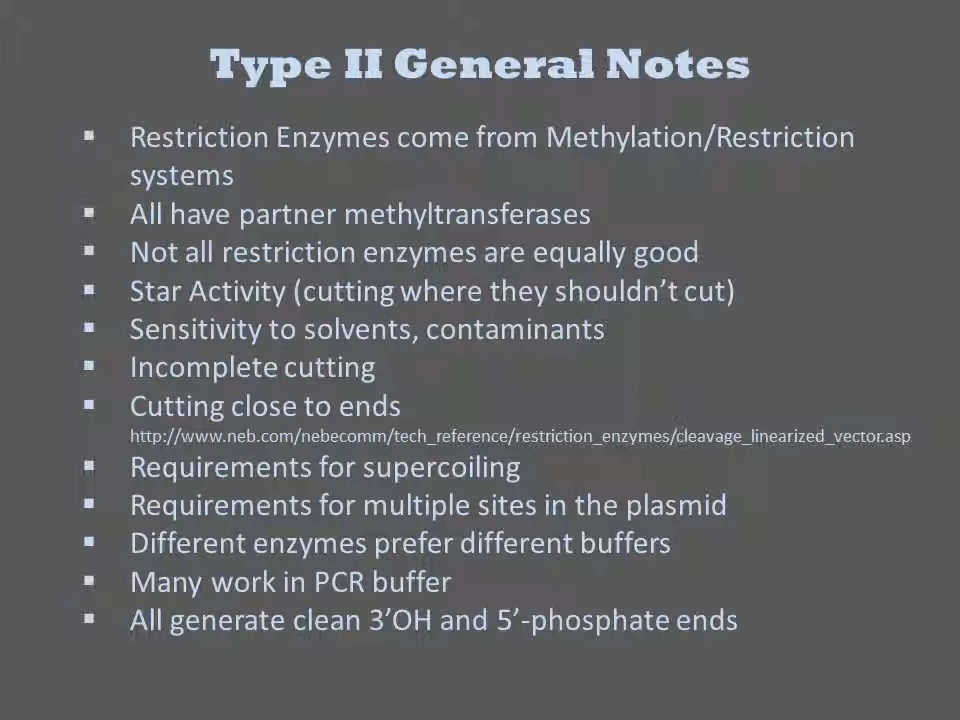 Type II General Notes
▪ Restriction Enzymes come from Methylation/Restriction
systems
▪ All have partner methyltransferases
▪ Not all restriction enzymes are equally good
▪ Star Activity (cutting where they shouldn’t cut)
▪ Sensitivity to solvents, contaminants
▪ Incomplete cutting
▪ Cutting close to ends
http://www.neb.com/nebecomm/tech_reference/restriction_enzymes/cleavage_linearized_vector.asp
▪ Requirements for supercoiling
▪ Requirements for multiple sites in the plasmid
▪ Different enzymes prefer different buffers
▪ Many work in PCR buffer
▪ All generate clean 3’OH and 5’-phosphate ends